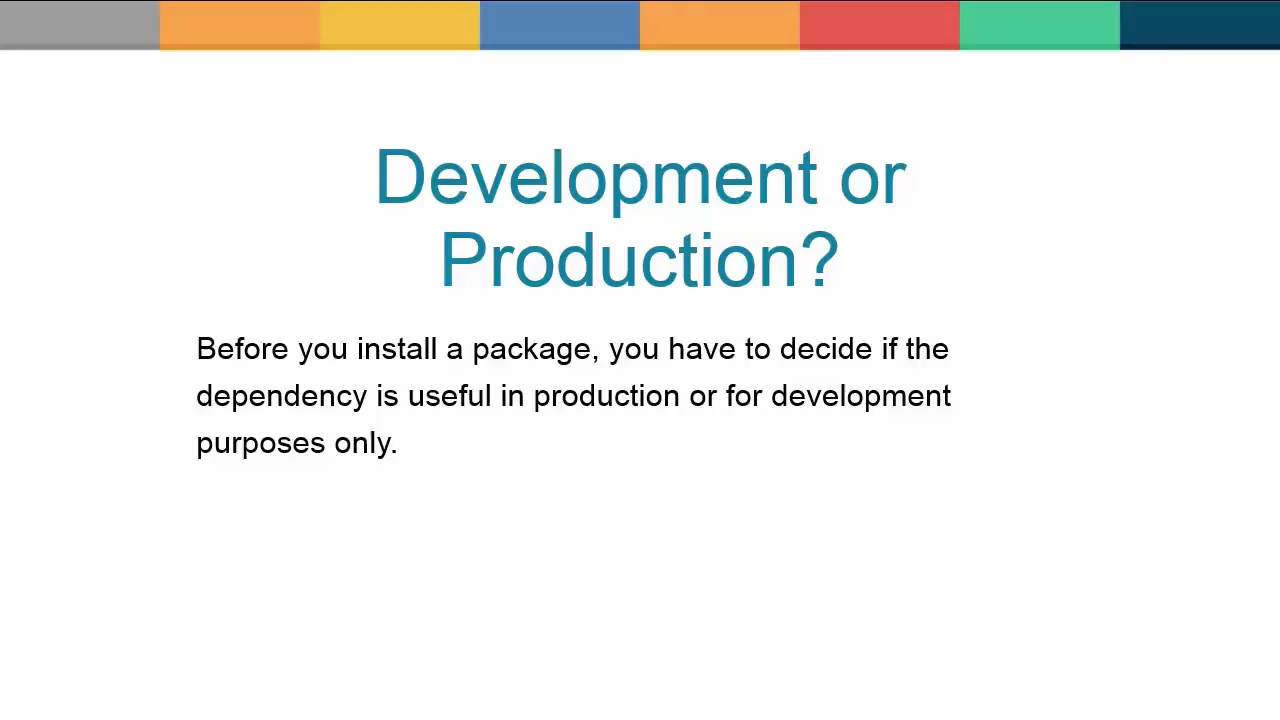 Development or
Production?
Before you install a package, you have to decide if the
dependency is useful in production or for development
purposes only.